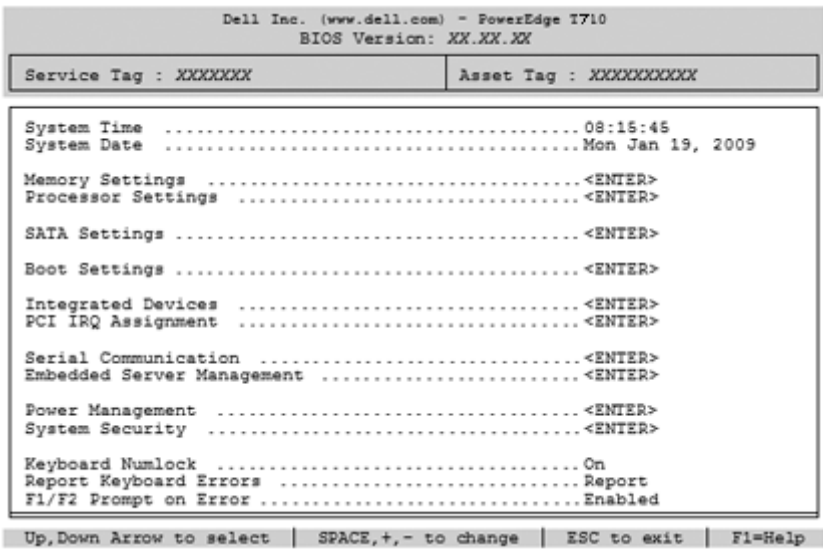 Dell Inc. (www.dell.com) - PowerEdge T710
BIOS Version: XX.XX.XX
Service Tag : XXXXXXX Asset Tag : XXXXXXXXXX
System Time ........................................ 08:15:45
System Date ........................................Mon Jan 19, 2009
Memory Settings ....................................<ENTER>
Processor Settings .................................<ENTER>
SATA Settings .......................................<ENTER>
Boot Settings .......................................<ENTER>
Integrated Devices .................................<ENTER>
PCI IRQ Assignment .................................<ENTER>
Serial Communication ...............................<ENTER>
Embedded Server Management .........................<ENTER>
Power Management ...................................<ENTER>
System Security ....................................<ENTER>
Keyboard Numlock ................................... On
Report Keyboard Errors ..............................Report
F1/F2 Prompt on Error ...............................Enabled
Up,Down Arrow to select | SPACE,+,- to change | ESC to exit | F1=Help